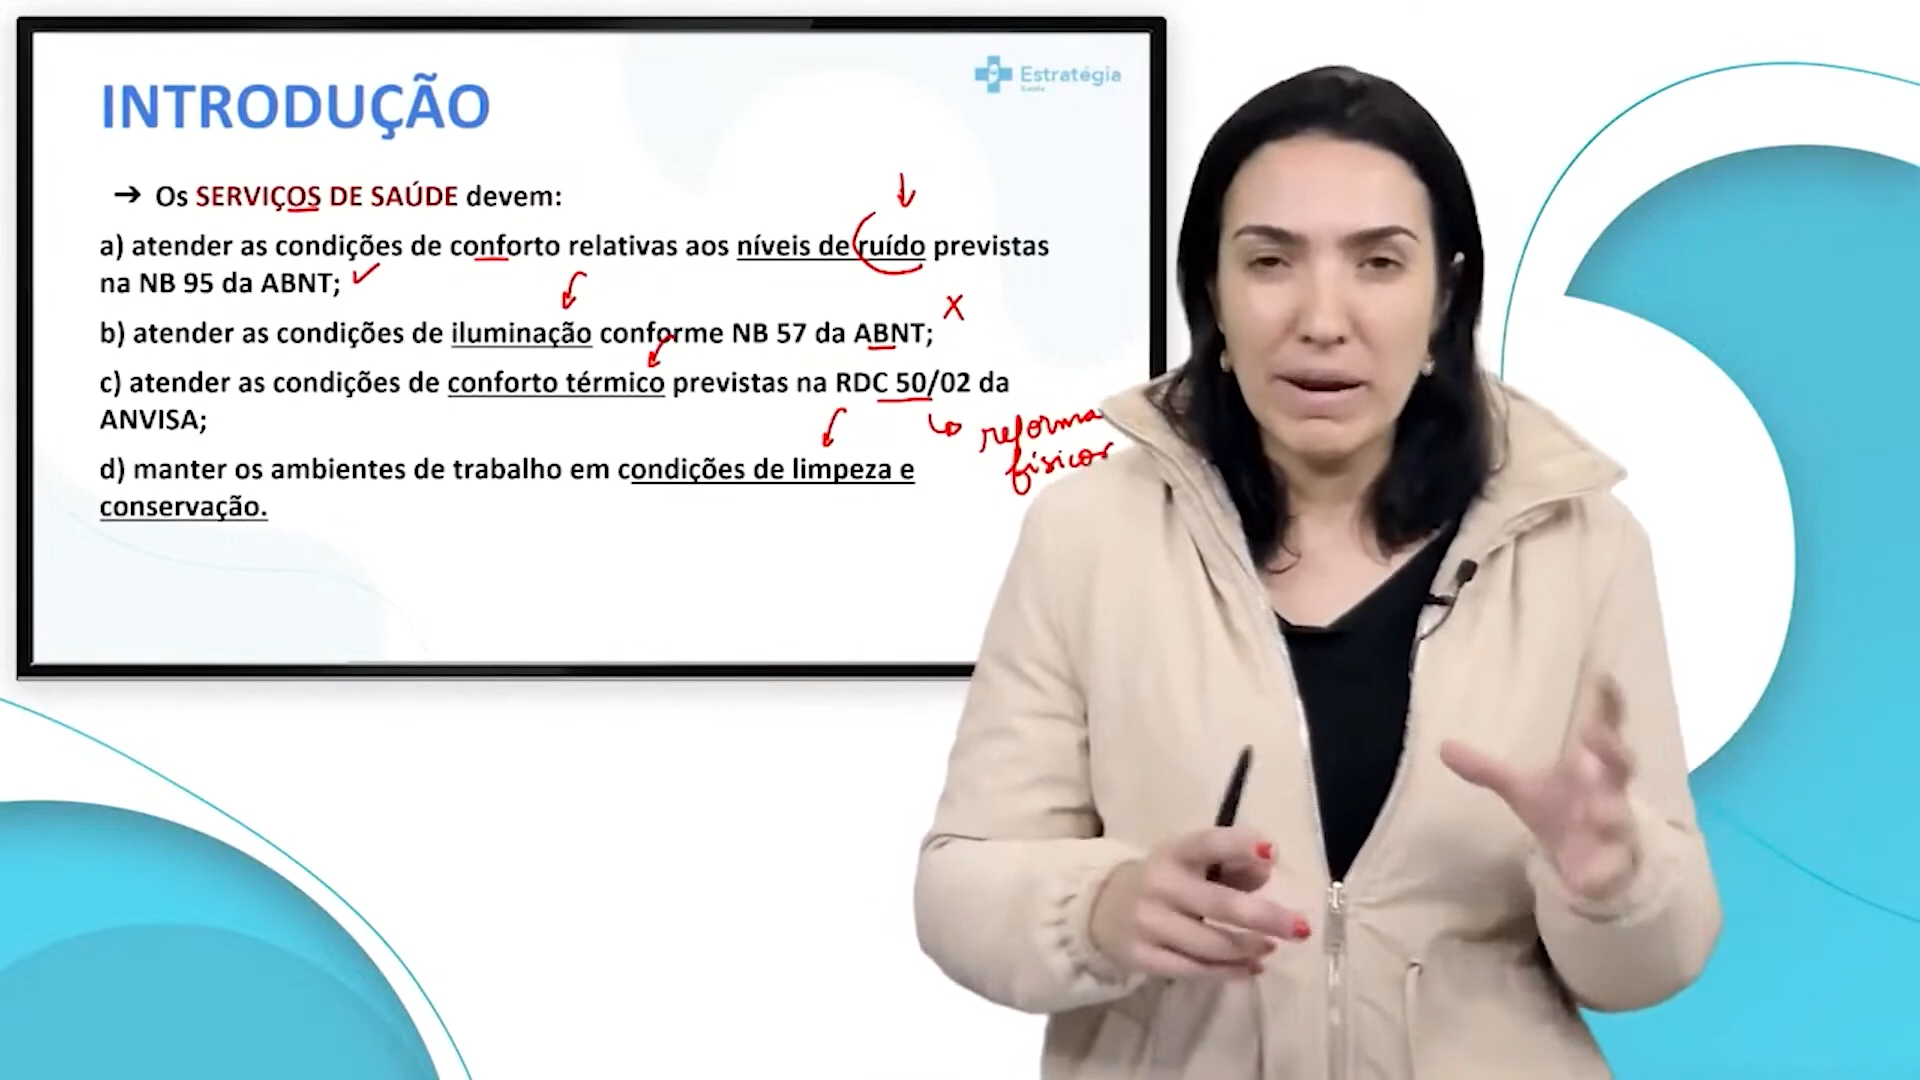 INTRODUÇÃO
Estratégia
Saúde
➔ Os SERVIÇOS DE SAÚDE devem:
a) atender as condições de conforto relativas aos níveis de ruído previstas
na NB 95 da ABNT;
b) atender as condições de iluminação conforme NB 57 da ABNT;
X
c) atender as condições de conforto térmico previstas na RDC 50/02 da
ANVISA;
reforma
físicos
d) manter os ambientes de trabalho em condições de limpeza e
conservação.